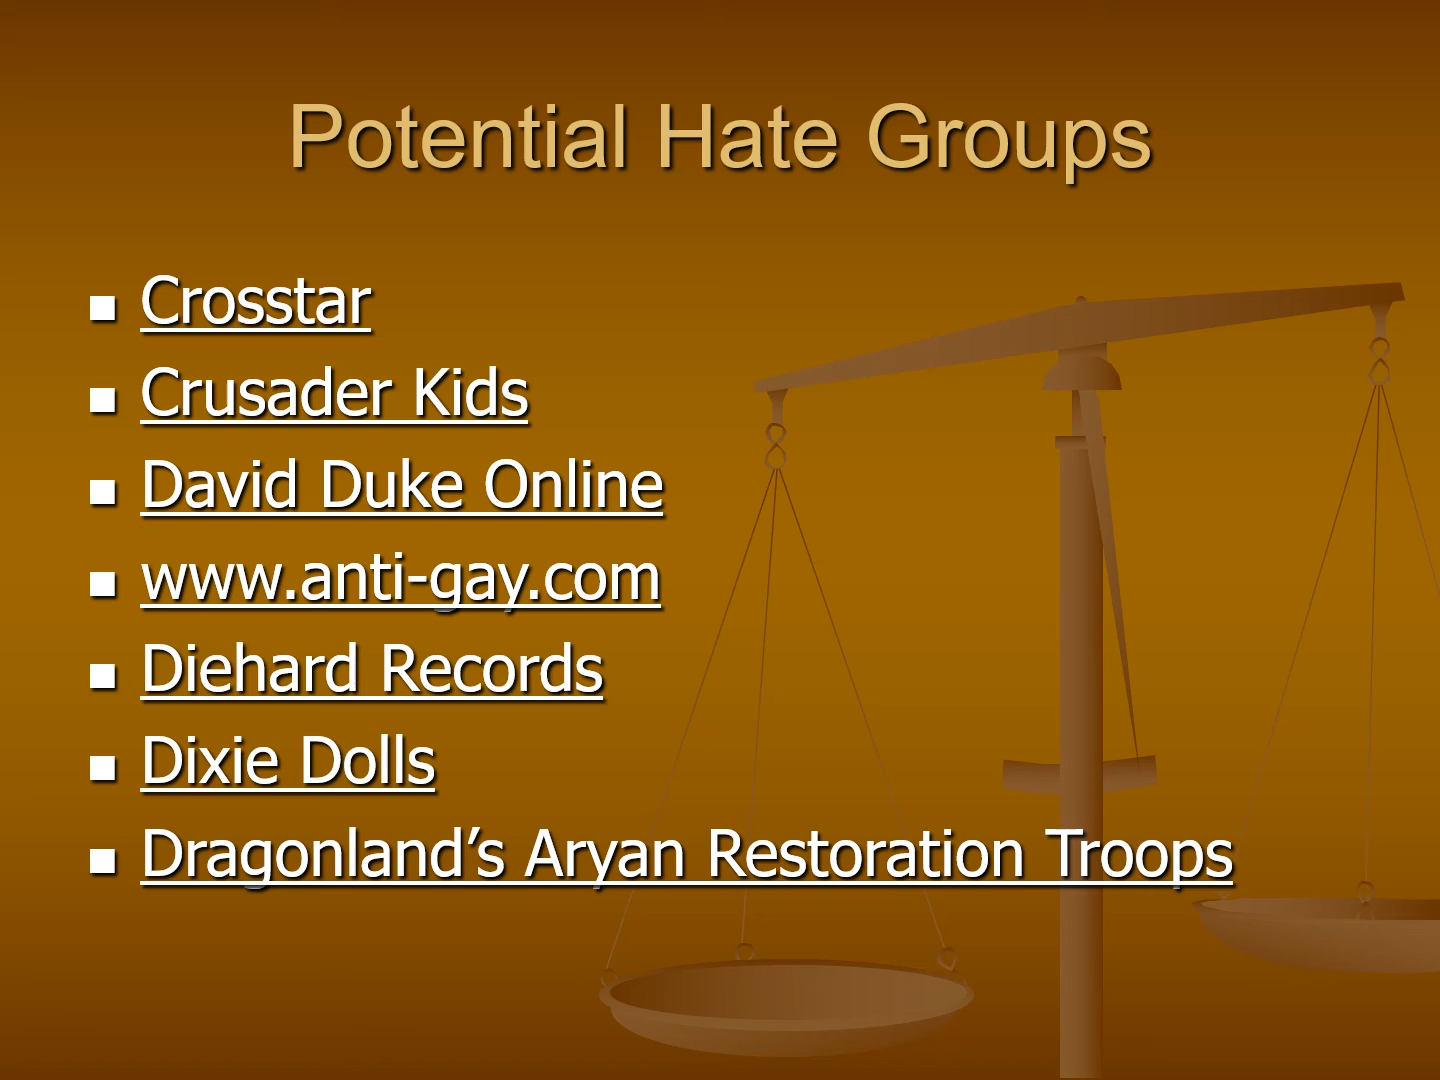 Potential Hate Groups
Crosstar
Crusader Kids
David Duke Online
www.anti-gay.com
Diehard Records
Dixie Dolls
Dragonland’s Aryan Restoration Troops